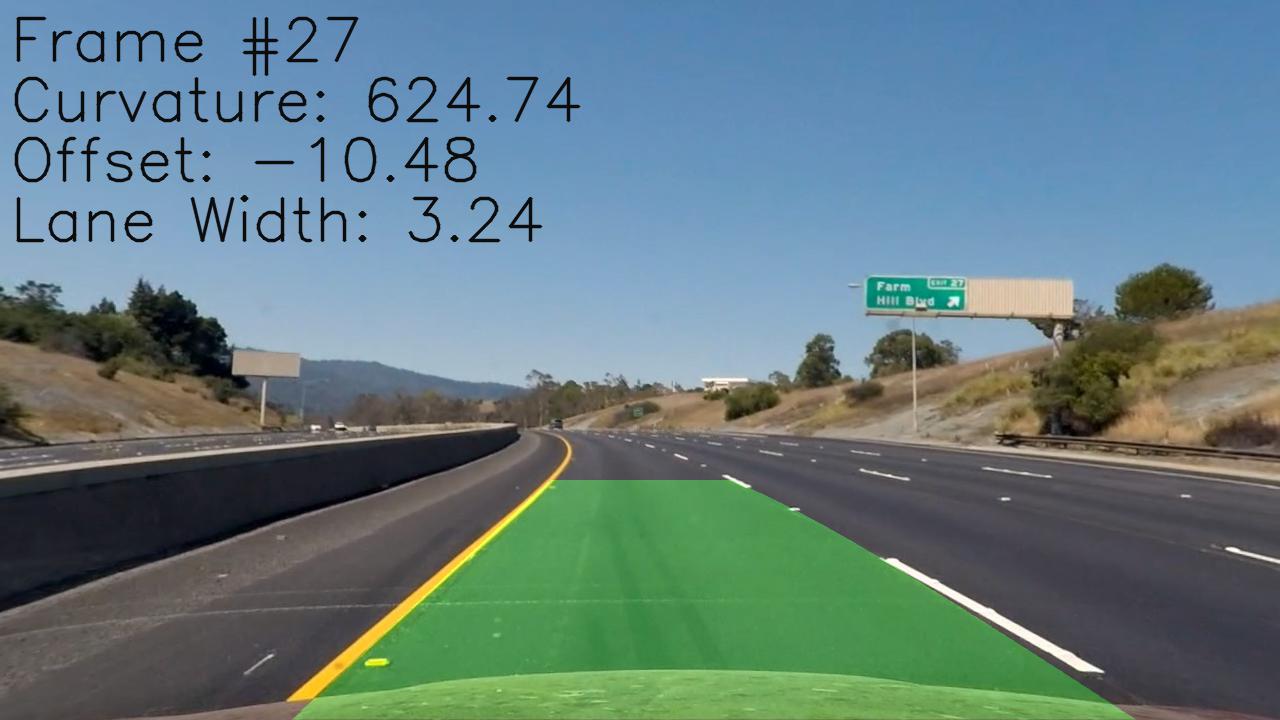 Frame #27
Curvature: 624.74
Offset: -10.48
Lane Width: 3.24
EXIT 27
Farm
Hill Blvd